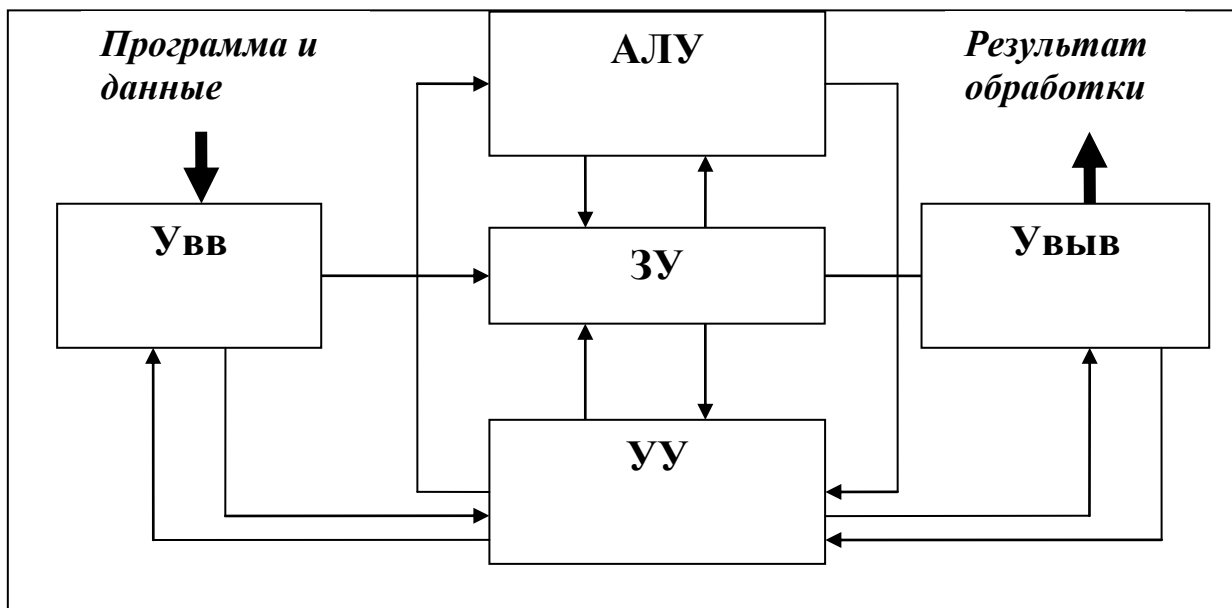 Программа и
данные
АЛУ
Результат
обработки
Увв
ЗУ
Увыв
УУ